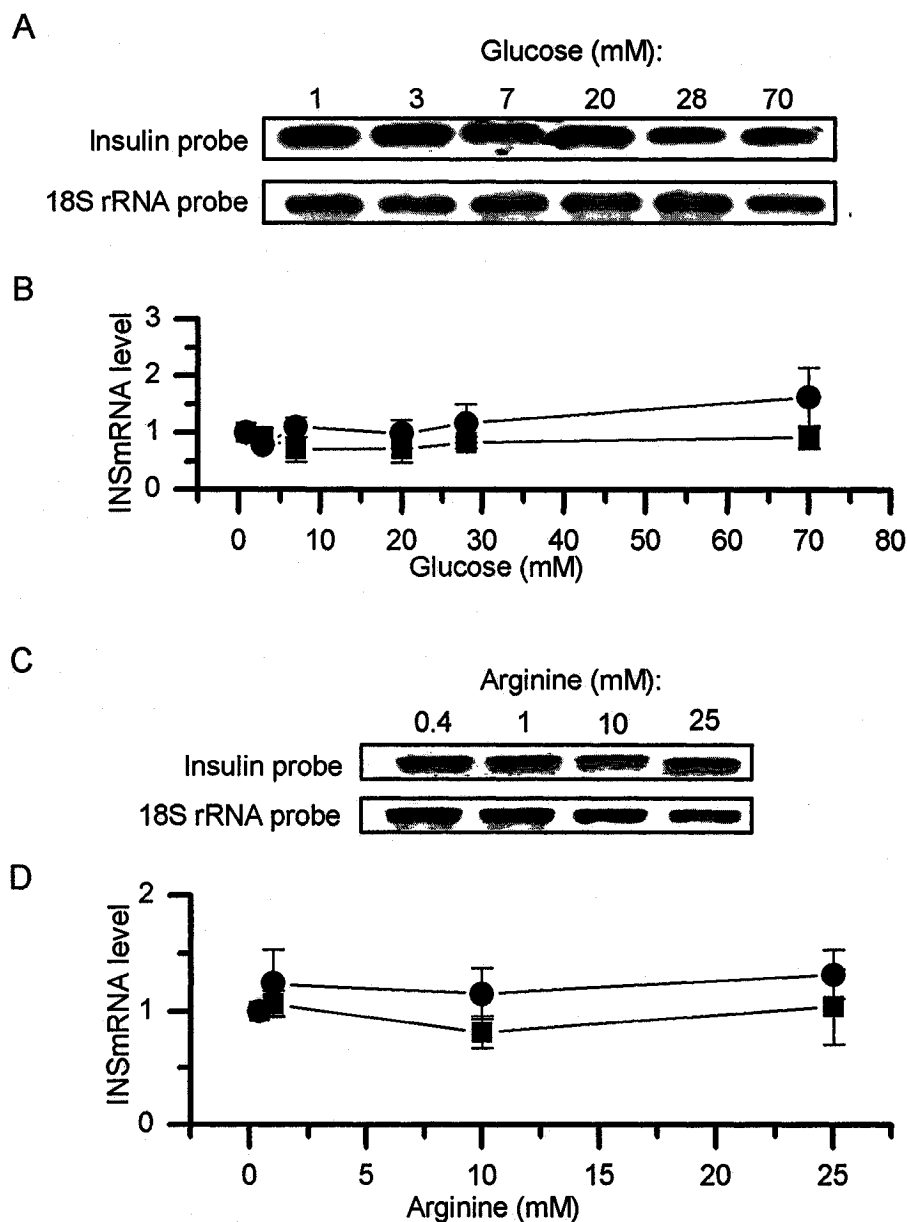 A
Glucose (mM):
1 3 7 20 28 70
Insulin probe
18S rRNA probe
B
INSmRNA level
3
2
1
0
0 10 20 30 40 50 60 70 80
Glucose (mM)
C
Arginine (mM):
0.4 1 10 25
Insulin probe
18S rRNA probe
D
INSmRNA level
2
1
0
0 5 10 15 20 25
Arginine (mM)